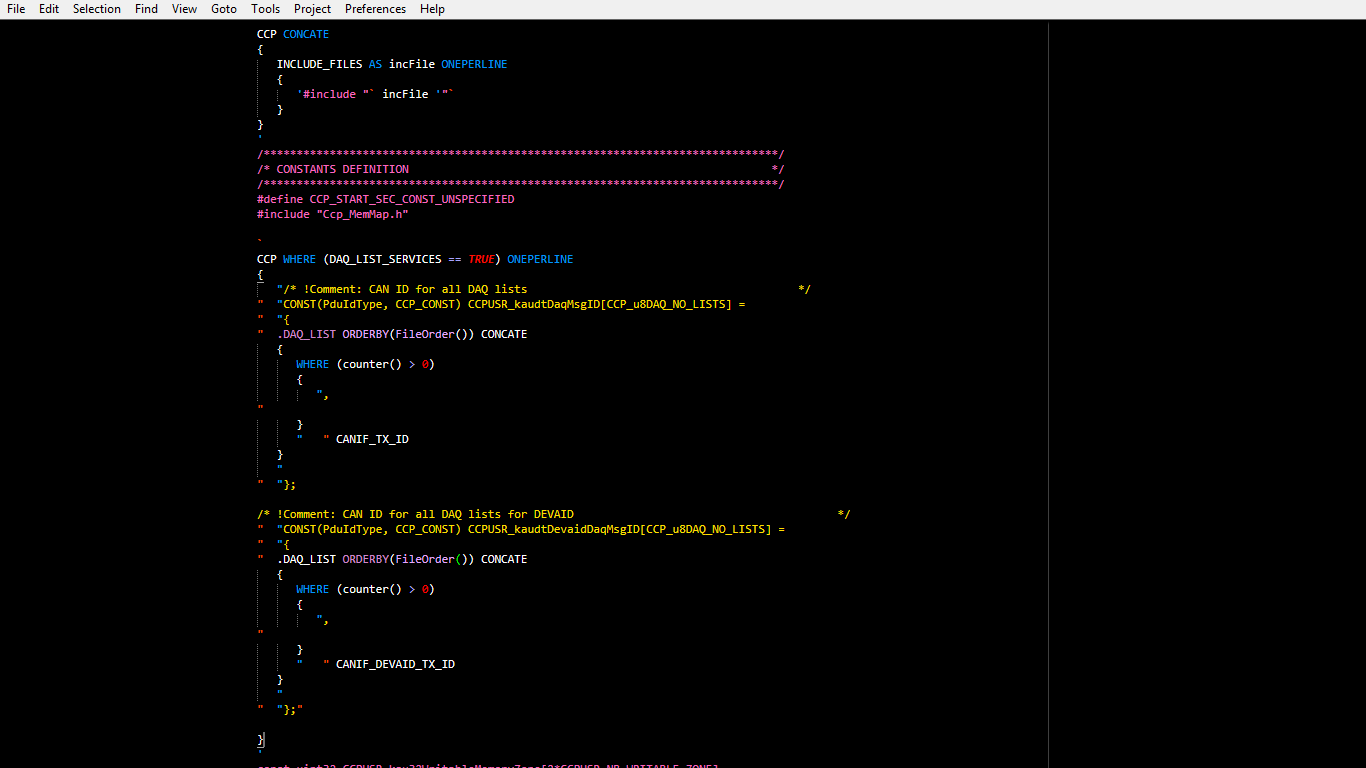 File Edit Selection Find View Goto Tools Project Preferences Help
CCP CONCATE
{
INCLUDE_FILES AS incFile ONEPERLINE
{
'#include "` incFile '"`
}
}
'
/******************************************************************************/
/* CONSTANTS DEFINITION */
/******************************************************************************/
#define CCP_START_SEC_CONST_UNSPECIFIED
#include "Ccp_MemMap.h"
`
CCP WHERE (DAQ_LIST_SERVICES == TRUE) ONEPERLINE
{
"/* !Comment: CAN ID for all DAQ lists */
" "CONST(PduIdType, CCP_CONST) CCPUSR_kaudtDaqMsgID[CCP_u8DAQ_NO_LISTS] =
" "{
" .DAQ_LIST ORDERBY(FileOrder()) CONCATE
{
WHERE (counter() > 0)
{
",
"
}
" " CANIF_TX_ID
}
"
" "};
/* !Comment: CAN ID for all DAQ lists for DEVAID */
" "CONST(PduIdType, CCP_CONST) CCPUSR_kaudtDevaidDaqMsgID[CCP_u8DAQ_NO_LISTS] =
" "{
" .DAQ_LIST ORDERBY(FileOrder()) CONCATE
{
WHERE (counter() > 0)
{
",
"
}
" " CANIF_DEVAID_TX_ID
}
"
" "};"
}
'